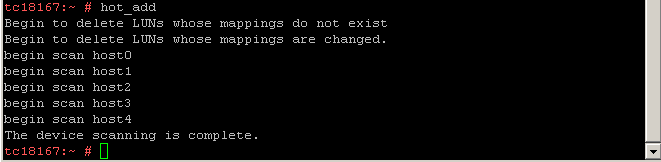 tc18167:~ # hot_add
Begin to delete LUNs whose mappings do not exist
Begin to delete LUNs whose mappings are changed.
begin scan host0
begin scan host1
begin scan host2
begin scan host3
begin scan host4
The device scanning is complete.
tc18167:~ #